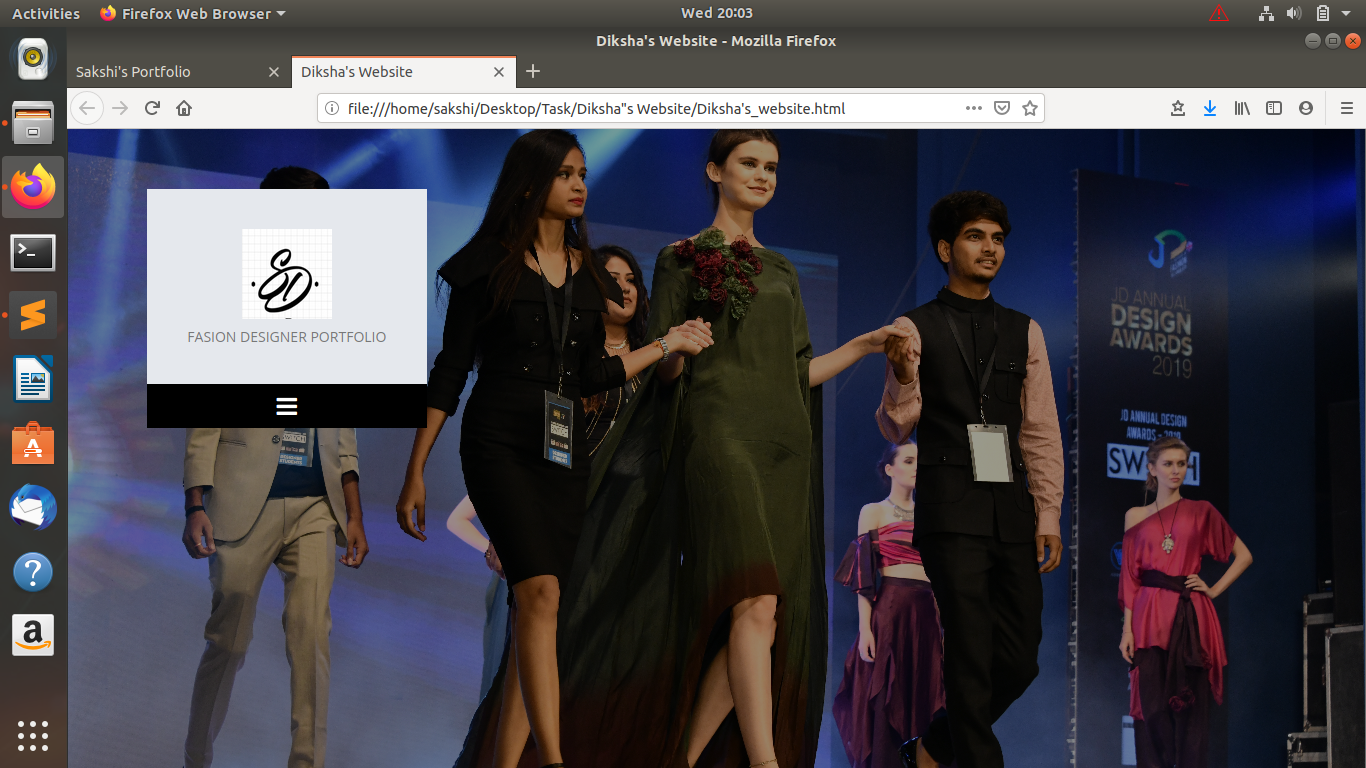 Activities Firefox Web Browser Wed 20:03
Diksha's Website - Mozilla Firefox
Sakshi's Portfolio Diksha's Website
file:///home/sakshi/Desktop/Task/Diksha"s Website/Diksha's_website.html
SD
FASION DESIGNER PORTFOLIO
JD ANNUAL
DESIGN
AWARDS
2019
JD ANNUAL DESIGN
AWARDS - 2019
SWITCH
SWITCH